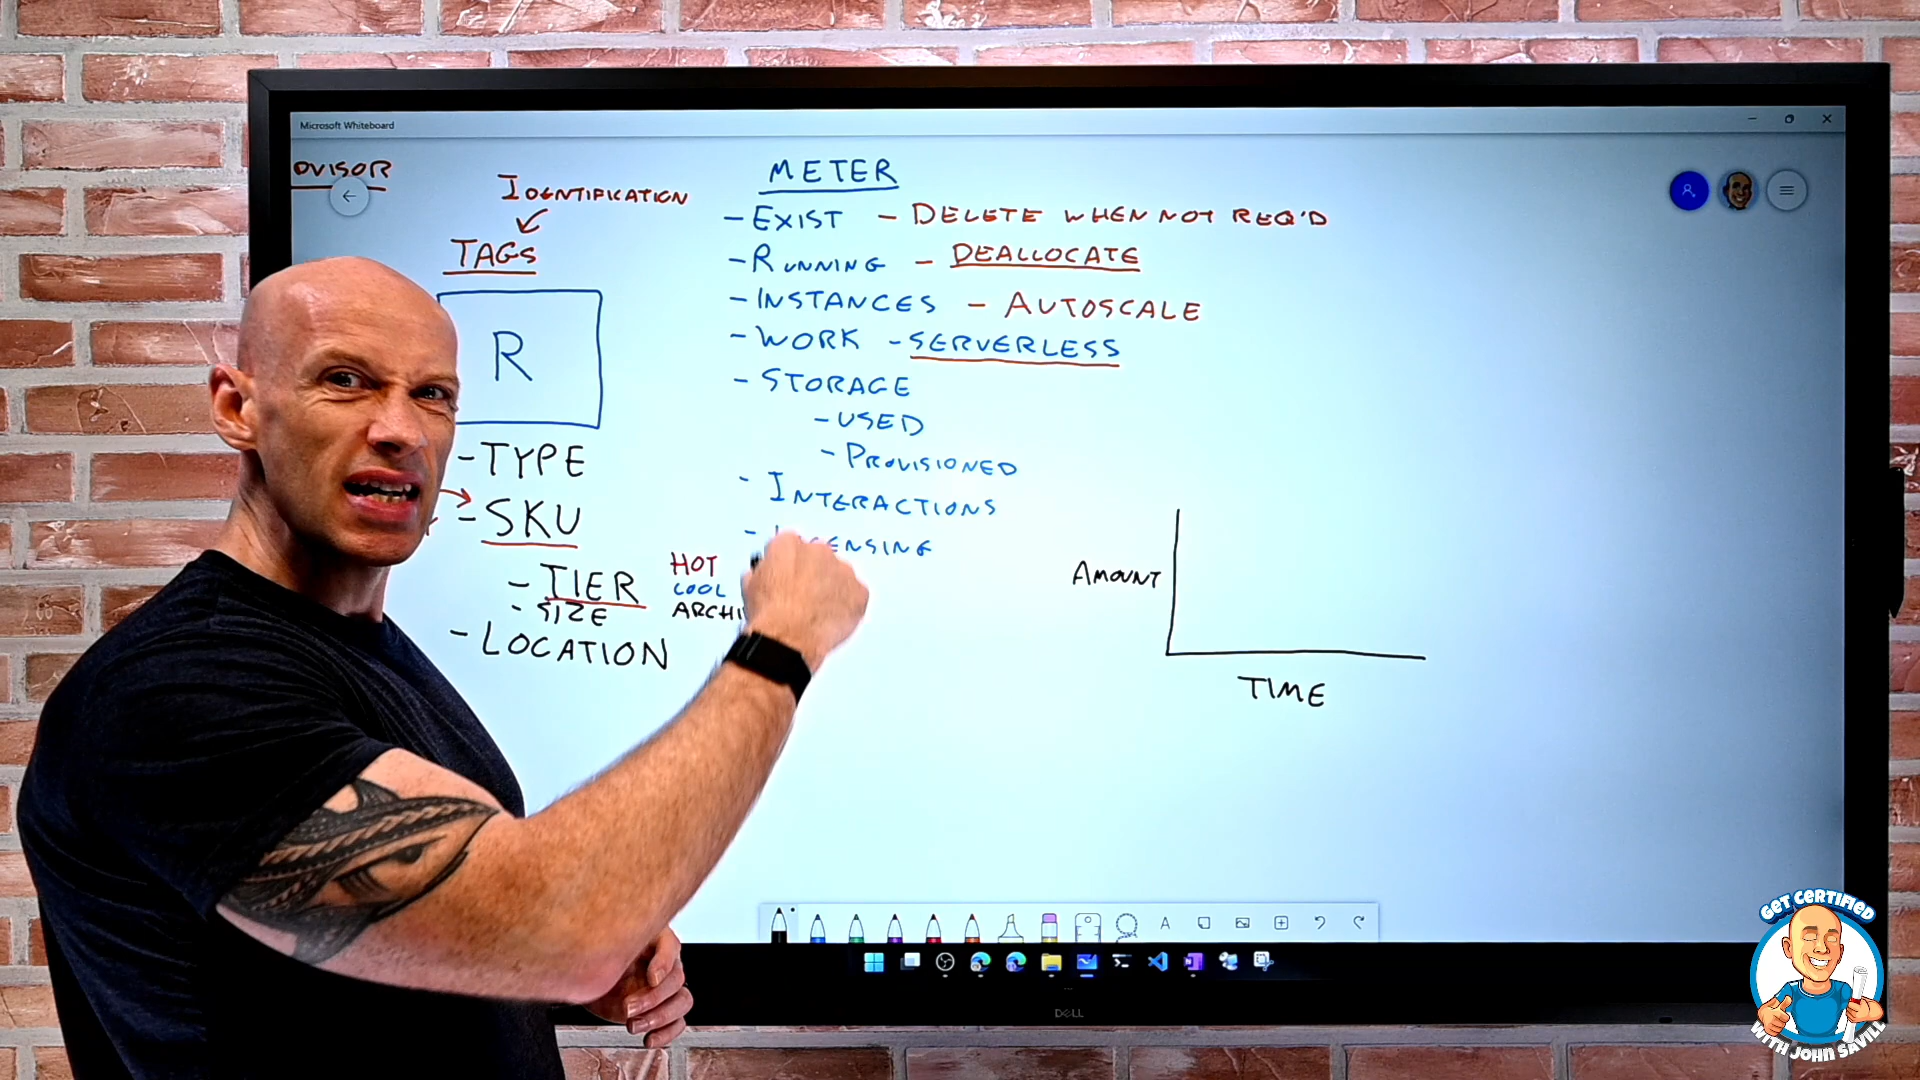 Microsoft Whiteboard
DVISOR
IDENTIFICATION
TAGS
R
- TYPE
- SKU
- TIER
- SIZE
HOT
COOL
- LOCATION
METER
- EXIST - DELETE WHEN NOT REQ'D
- RUNNING - DEALLOCATE
- INSTANCES - AUTOSCALE
- WORK - SERVERLESS
- STORAGE
- USED
- PROVISIONED
- INTERACTIONS
AMOUNT
TIME
DELL
GET CERTIFIED
WITH JOHN SAVILL